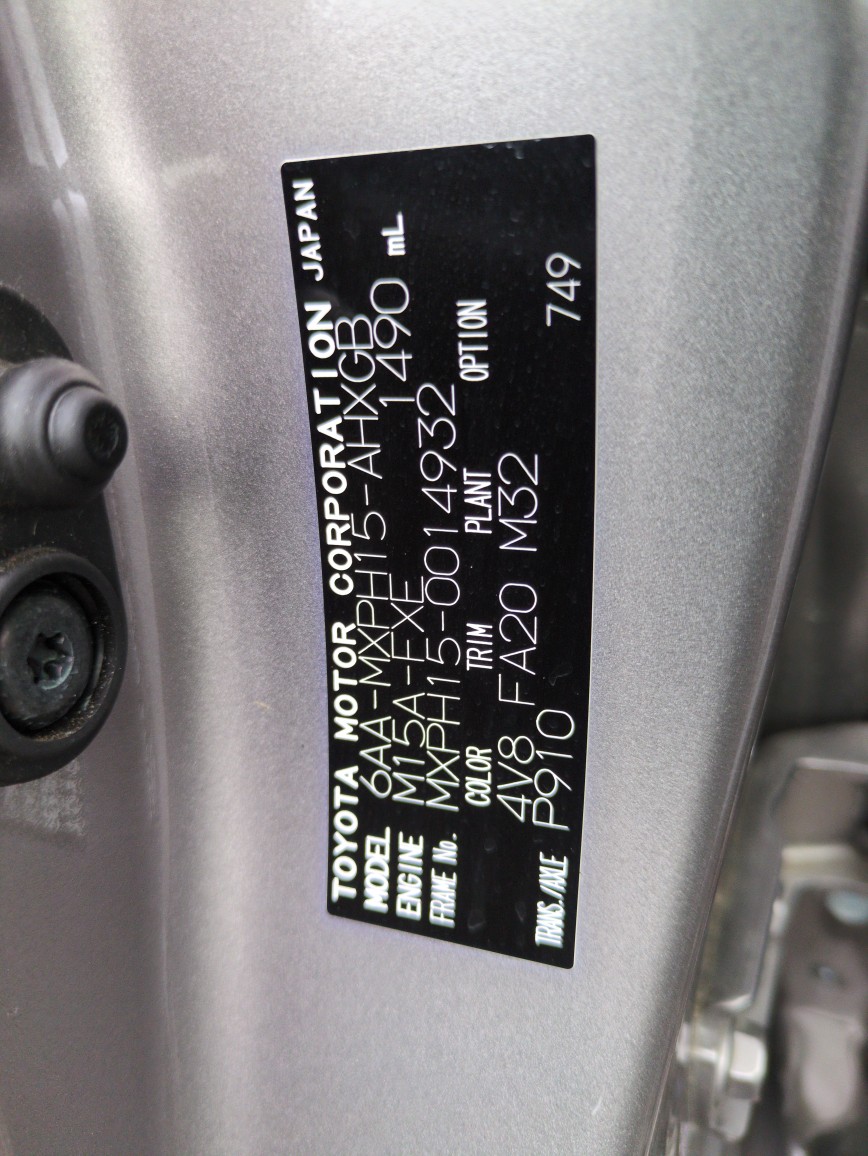 TOYOTA MOTOR CORPORATION JAPAN
MODEL 6AA-MXPH15-AHXGB
ENGINE M15A-FXE 1490 mL
FRAME No. MXPH15-0014932
COLOR TRIM PLANT OPTION
4V8 FA20 M32
TRANS./AXLE P910 749